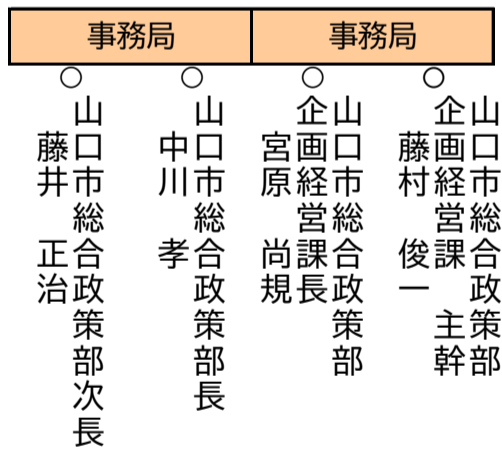 事務局
事務局
○
山口市総合政策部
企画経営課　主幹
藤村　俊一
○
山口市総合政策部
企画経営課長
宮原　尚規
○
山口市総合政策部長
中川　孝
○
山口市総合政策部次長
藤井　正治